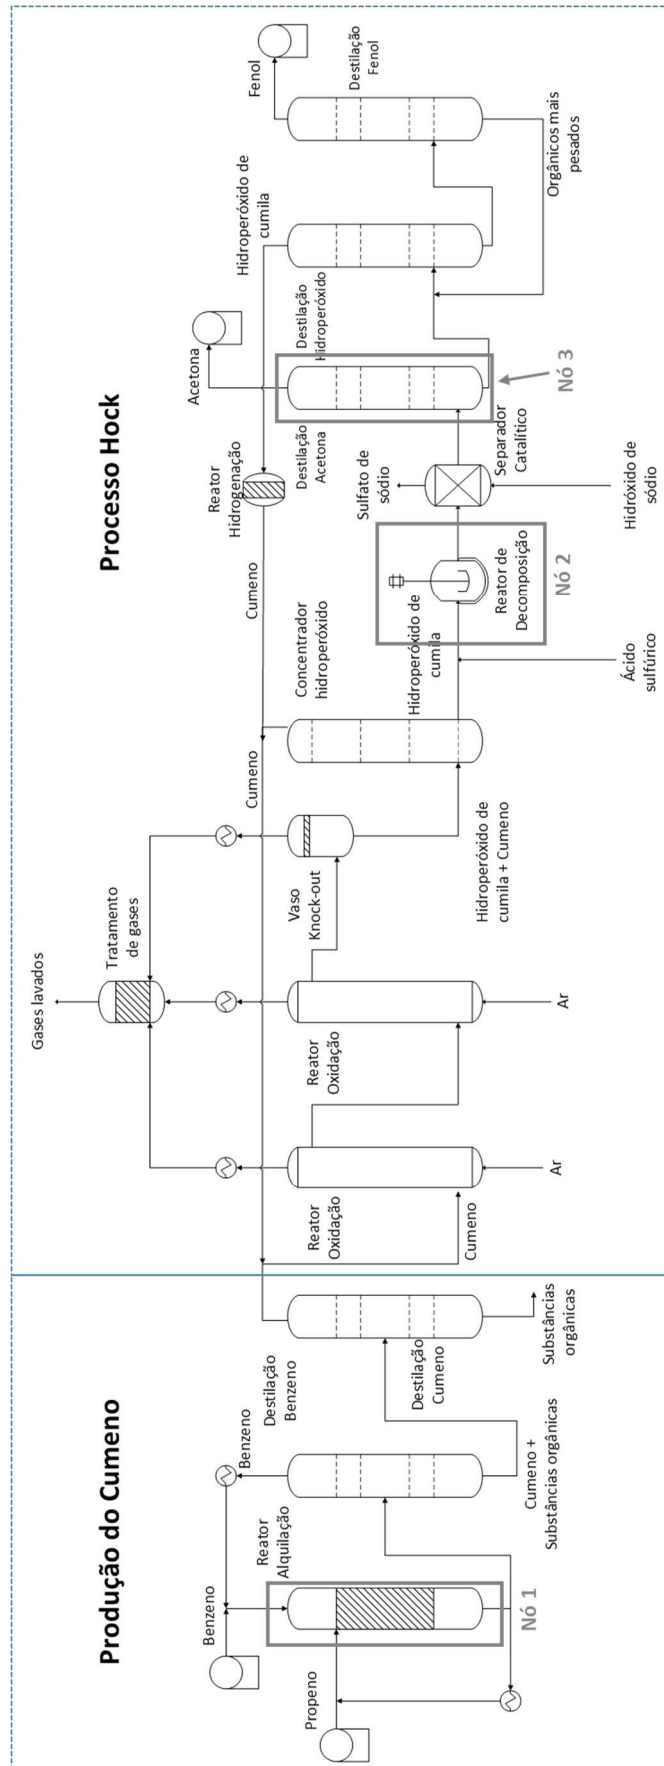 Produção do Cumeno
Propeno
Benzeno
Reator
Alquilação
Nó 1
Benzeno
Destilação
Benzeno
Cumeno +
Substâncias orgânicas
Destilação
Cumeno
Substâncias
orgânicas
Processo Hock
Cumeno
Reator
Oxidação
Ar
Reator
Oxidação
Ar
Gases lavados
Tratamento
de gases
Vaso
Knock-out
Hidroperóxido de
cumila + Cumeno
Cumeno
Concentrador
hidroperóxido
Cumeno
Hidroperóxido de
cumila
Ácido
sulfúrico
Reator de
Decomposição
Nó 2
Reator
Hidrogenação
Sulfato de
sódio
Separador
Catalítico
Hidróxido de
sódio
Destilação
Acetona
Acetona
Nó 3
Destilação
Hidroperóxido
Hidroperóxido de
cumila
Destilação
Fenol
Fenol
Orgânicos mais
pesados